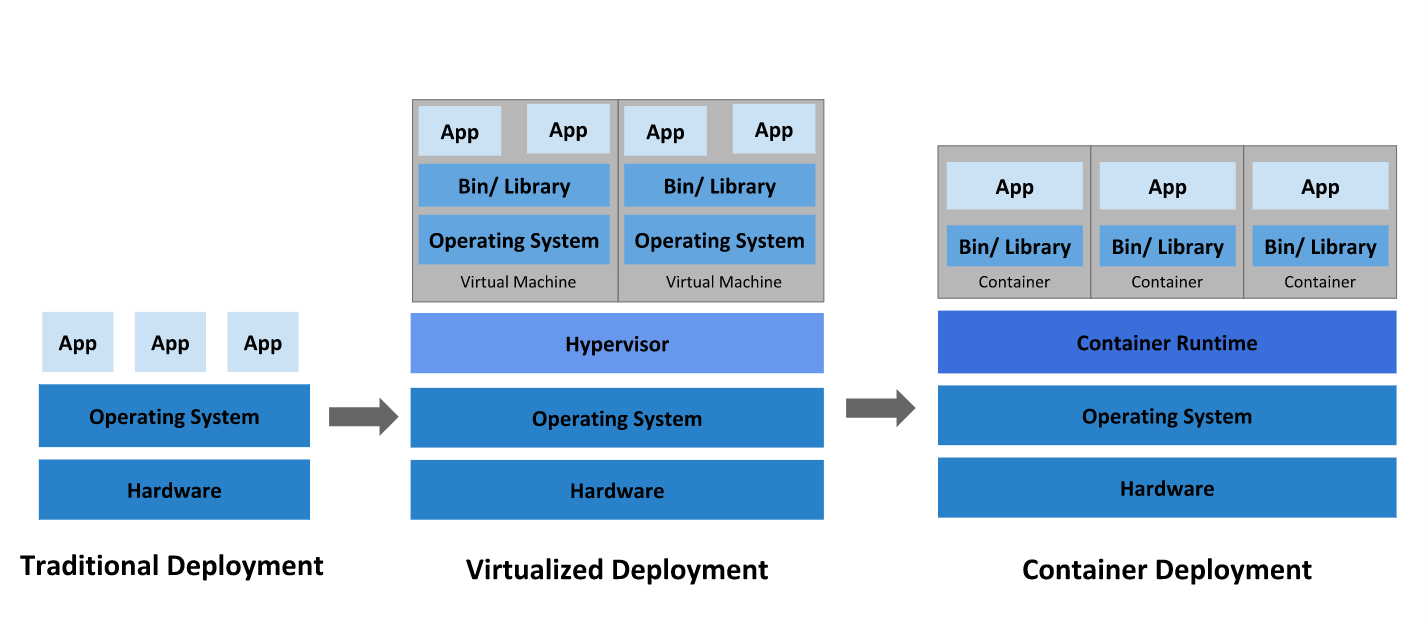 App
App
App
Operating System
Hardware
Traditional Deployment
App
App
App
App
Bin/ Library
Bin/ Library
Operating System
Operating System
Virtual Machine
Virtual Machine
Hypervisor
Operating System
Hardware
Virtualized Deployment
App
App
App
Bin/ Library
Bin/ Library
Bin/ Library
Container
Container
Container
Container Runtime
Operating System
Hardware
Container Deployment